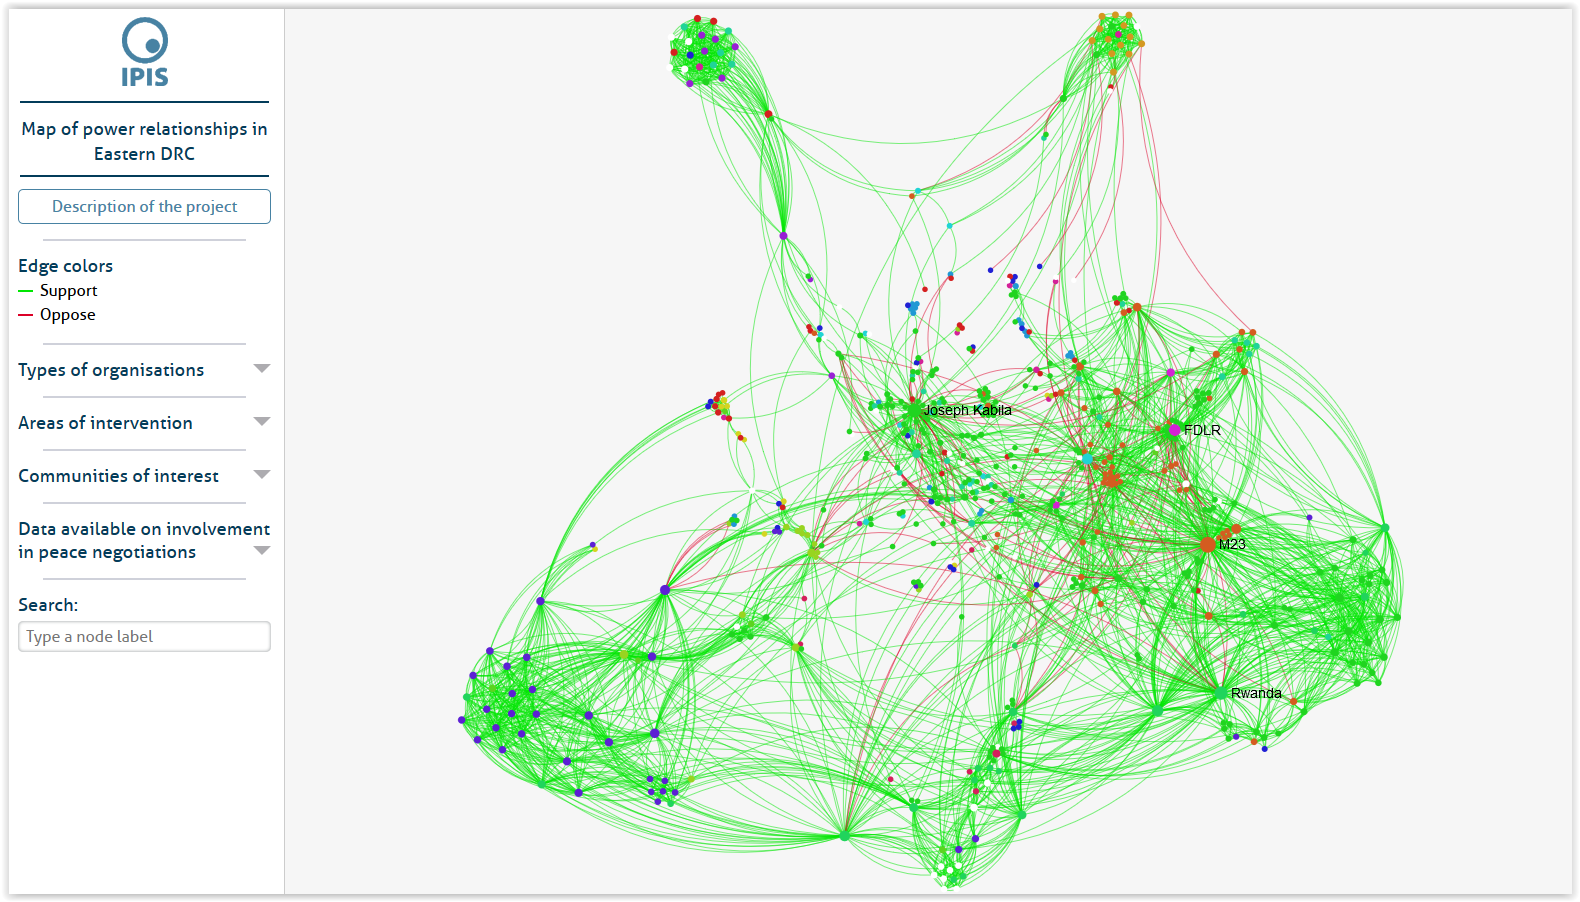 IPIS
Map of power relationships in
Eastern DRC
Description of the project
Edge colors
Support
Oppose
Types of organisations
Areas of intervention
Communities of interest
Data available on involvement
in peace negotiations
Search:
Type a node label
Joseph Kabila
FDLR
M23
Rwanda